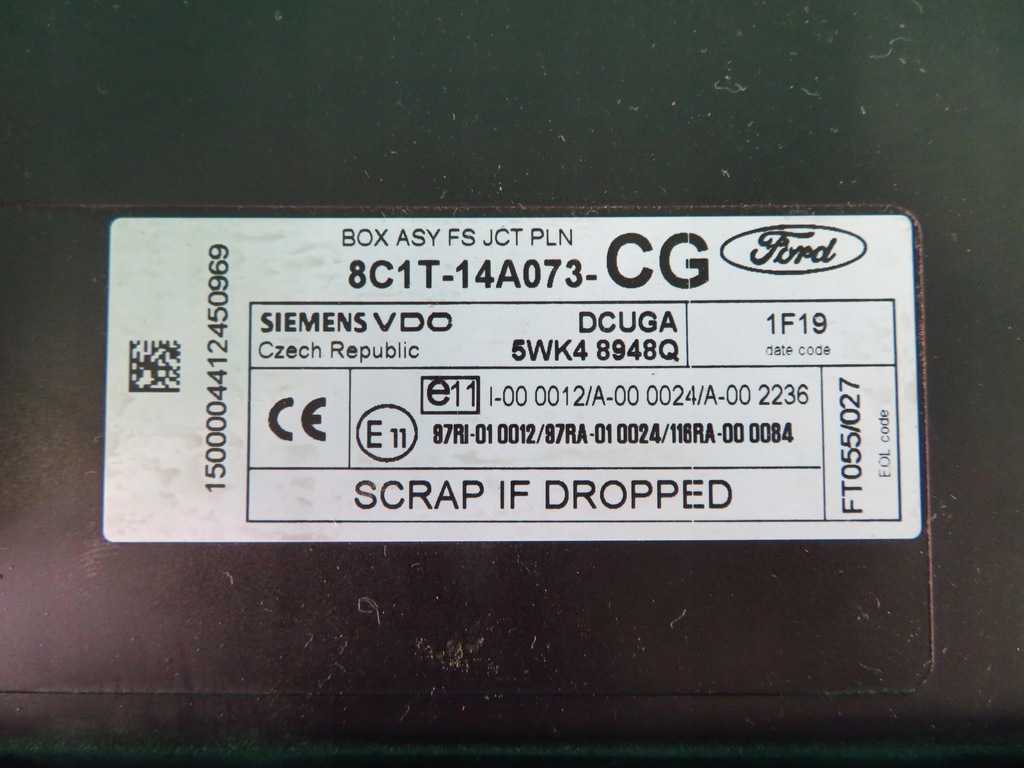 BOX ASY FS JCT PLN
8C1T-14A073-CG
Ford
150000441 2450969
SIEMENS VDO
Czech Republic
DCUGA
5WK4 8948Q
1F19
date code
CE
e11 I-00 0012/A-00 0024/A-00 2236
E11 97RI-01 0012/97RA-01 0024/116RA-00 0084
SCRAP IF DROPPED
FT055/027
EOL code